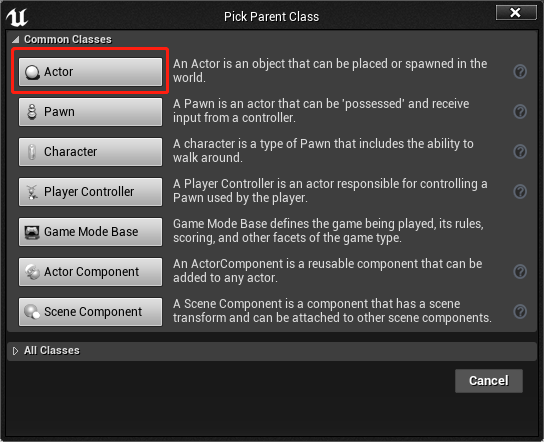 Pick Parent Class
Common Classes
Actor
An Actor is an object that can be placed or spawned in the
world.
Pawn
A Pawn is an actor that can be 'possessed' and receive
input from a controller.
Character
A character is a type of Pawn that includes the ability to
walk around.
Player Controller
A Player Controller is an actor responsible for controlling a
Pawn used by the player.
Game Mode Base
Game Mode Base defines the game being played, its rules,
scoring, and other facets of the game type.
Actor Component
An ActorComponent is a reusable component that can be
added to any actor.
Scene Component
A Scene Component is a component that has a scene
transform and can be attached to other scene components.
All Classes
Cancel